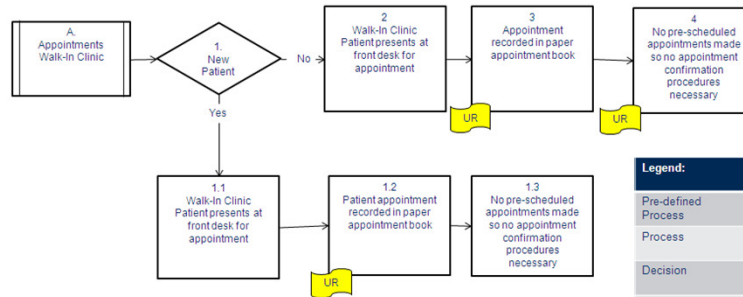 A.
Appointments
Walk-In Clinic
1.
New
Patient
No
2
Walk-In Clinic
Patient presents at
front desk for
appointment
3
Appointment
recorded in paper
appointment book
UR
4
No pre-scheduled
appointments made
so no appointment
confirmation
procedures
necessary
UR
Yes
1.1
Walk-In Clinic
Patient presents at
front desk for
appointment
1.2
Patient appointment
recorded in paper
appointment book
UR
1.3
No pre-scheduled
appointments made
so no appointment
confirmation
procedures
necessary
Legend:
Pre-defined
Process
Process
Decision